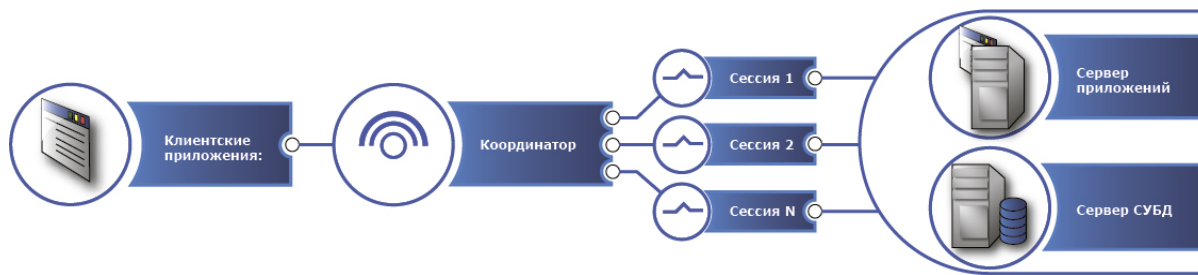 Клиентские
приложения:
Координатор
Сессия 1
Сессия 2
Сессия N
Сервер
приложений
Сервер СУБД